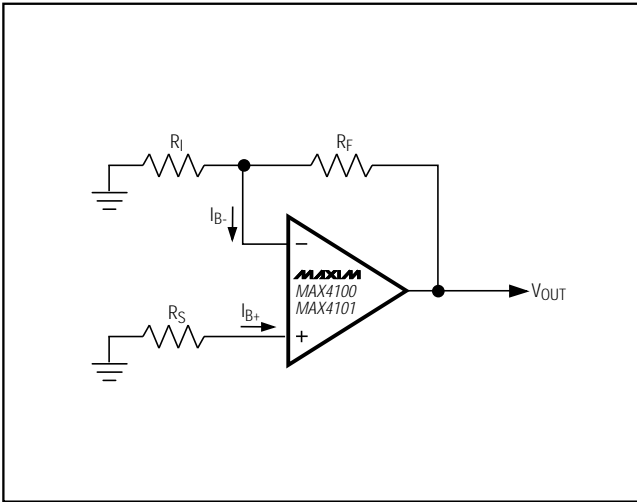 RI
RF
IB-
−
MAXIM
MAX4100
MAX4101
VOUT
RS
IB+
+